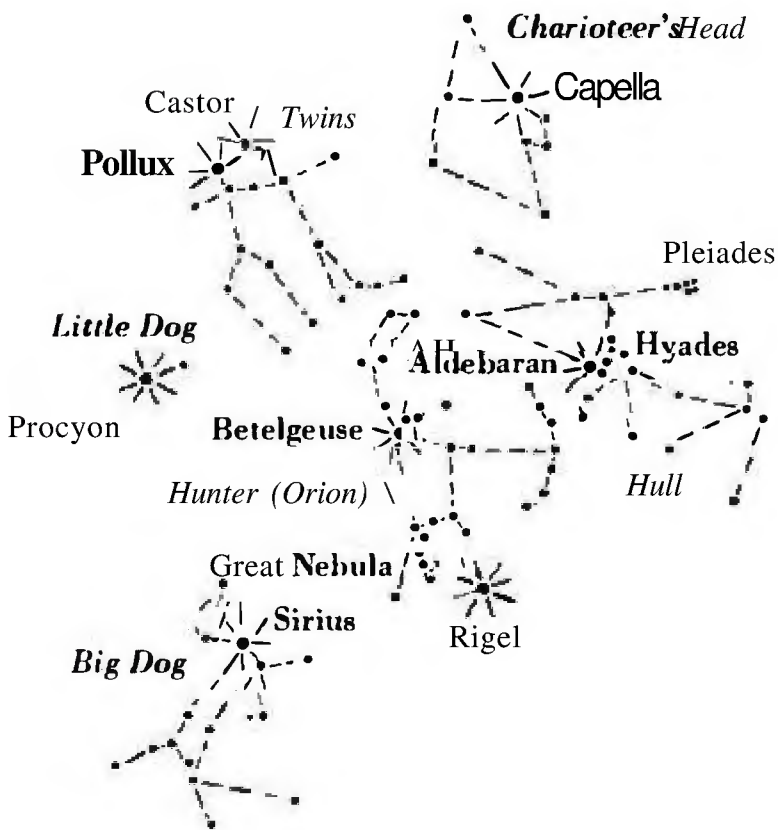 Charioteer's Head
Capella
Castor
Twins
Pollux
Pleiades
Little Dog
Aldebaran
Hyades
Procyon
Betelgeuse
Hunter (Orion)
Hull
Great Nebula
Sirius
Rigel
Big Dog